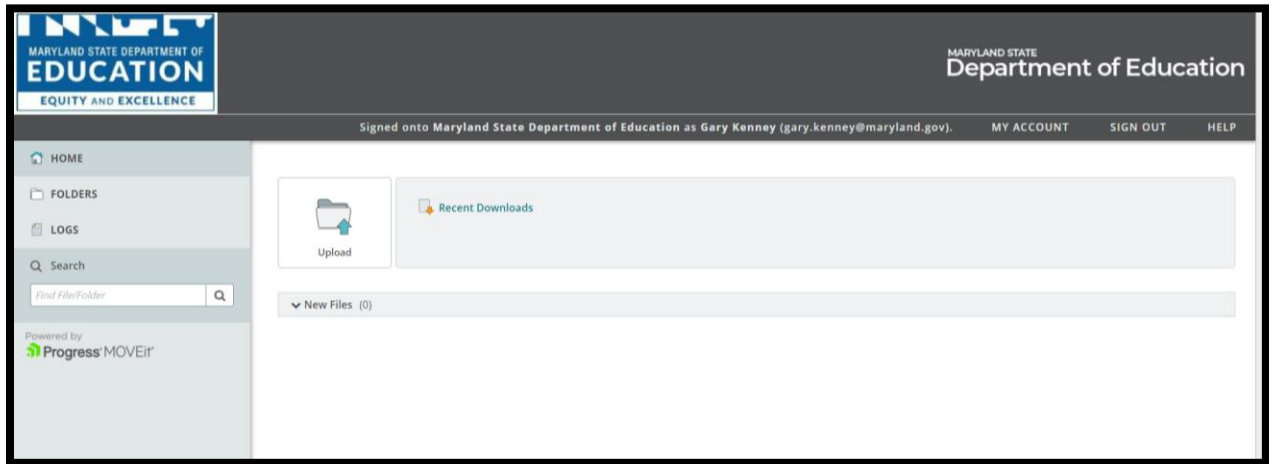 MARYLAND STATE DEPARTMENT OF
EDUCATION
EQUITY AND EXCELLENCE
MARYLAND STATE
Department of Education
Signed onto Maryland State Department of Education as Gary Kenney (gary.kenney@maryland.gov). MY ACCOUNT SIGN OUT HELP
HOME
FOLDERS
LOGS
Search
Find File/Folder
Powered by
Progress MOVEit
Upload
Recent Downloads
New Files (0)